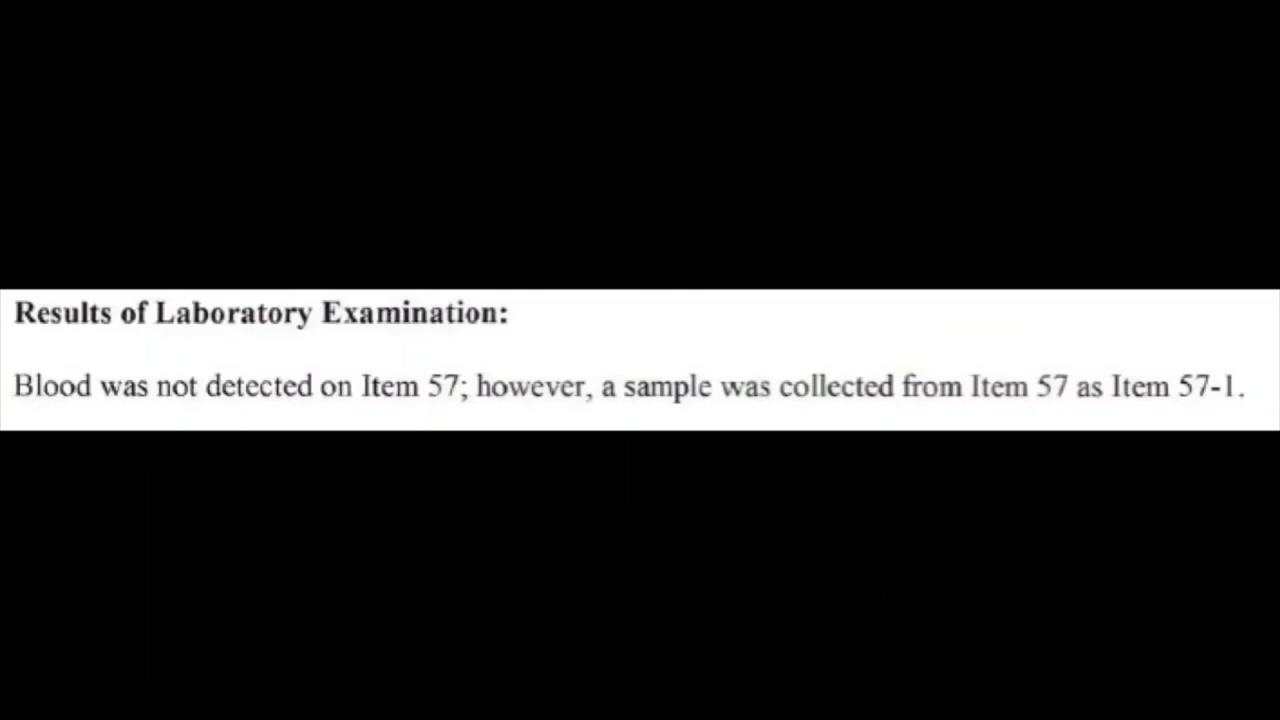 Results of Laboratory Examination:
Blood was not detected on Item 57; however, a sample was collected from Item 57 as Item 57-1.